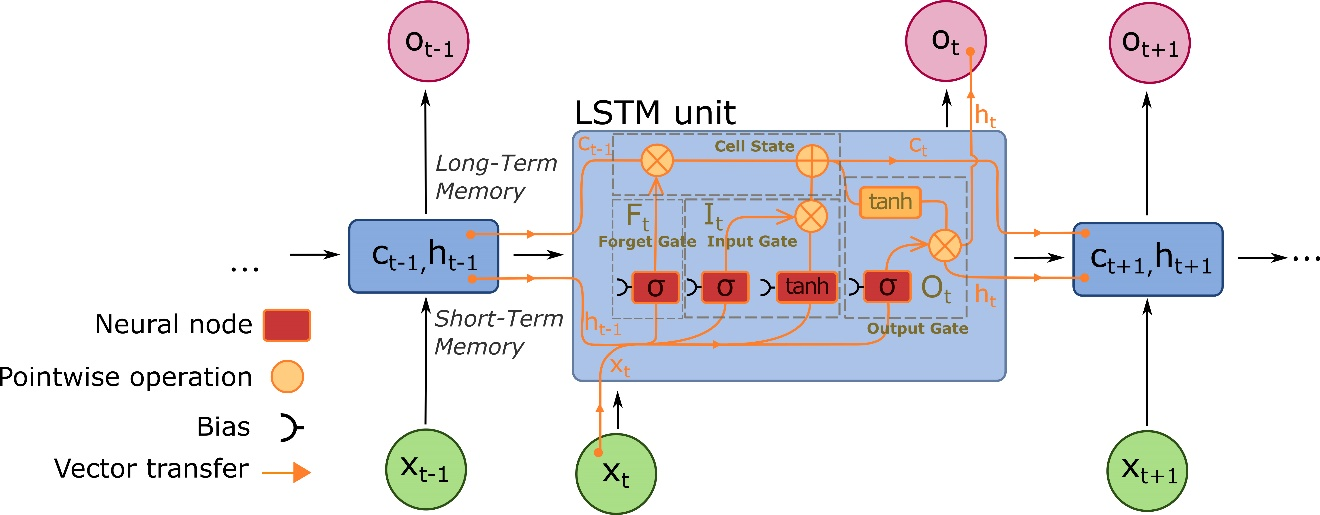 o_{t-1}
o_t
o_{t+1}
LSTM unit
Long-Term
Memory
c_{t-1}
Cell State
c_t
h_t
F_t
Forget Gate
I_t
Input Gate
tanh
...
c_{t-1},h_{t-1}
σ
σ
tanh
σ
O_t
Output Gate
h_t
c_{t+1},h_{t+1}
...
h_{t-1}
x_t
Short-Term
Memory
Neural node
Pointwise operation
Bias
Vector transfer
x_{t-1}
x_t
x_{t+1}